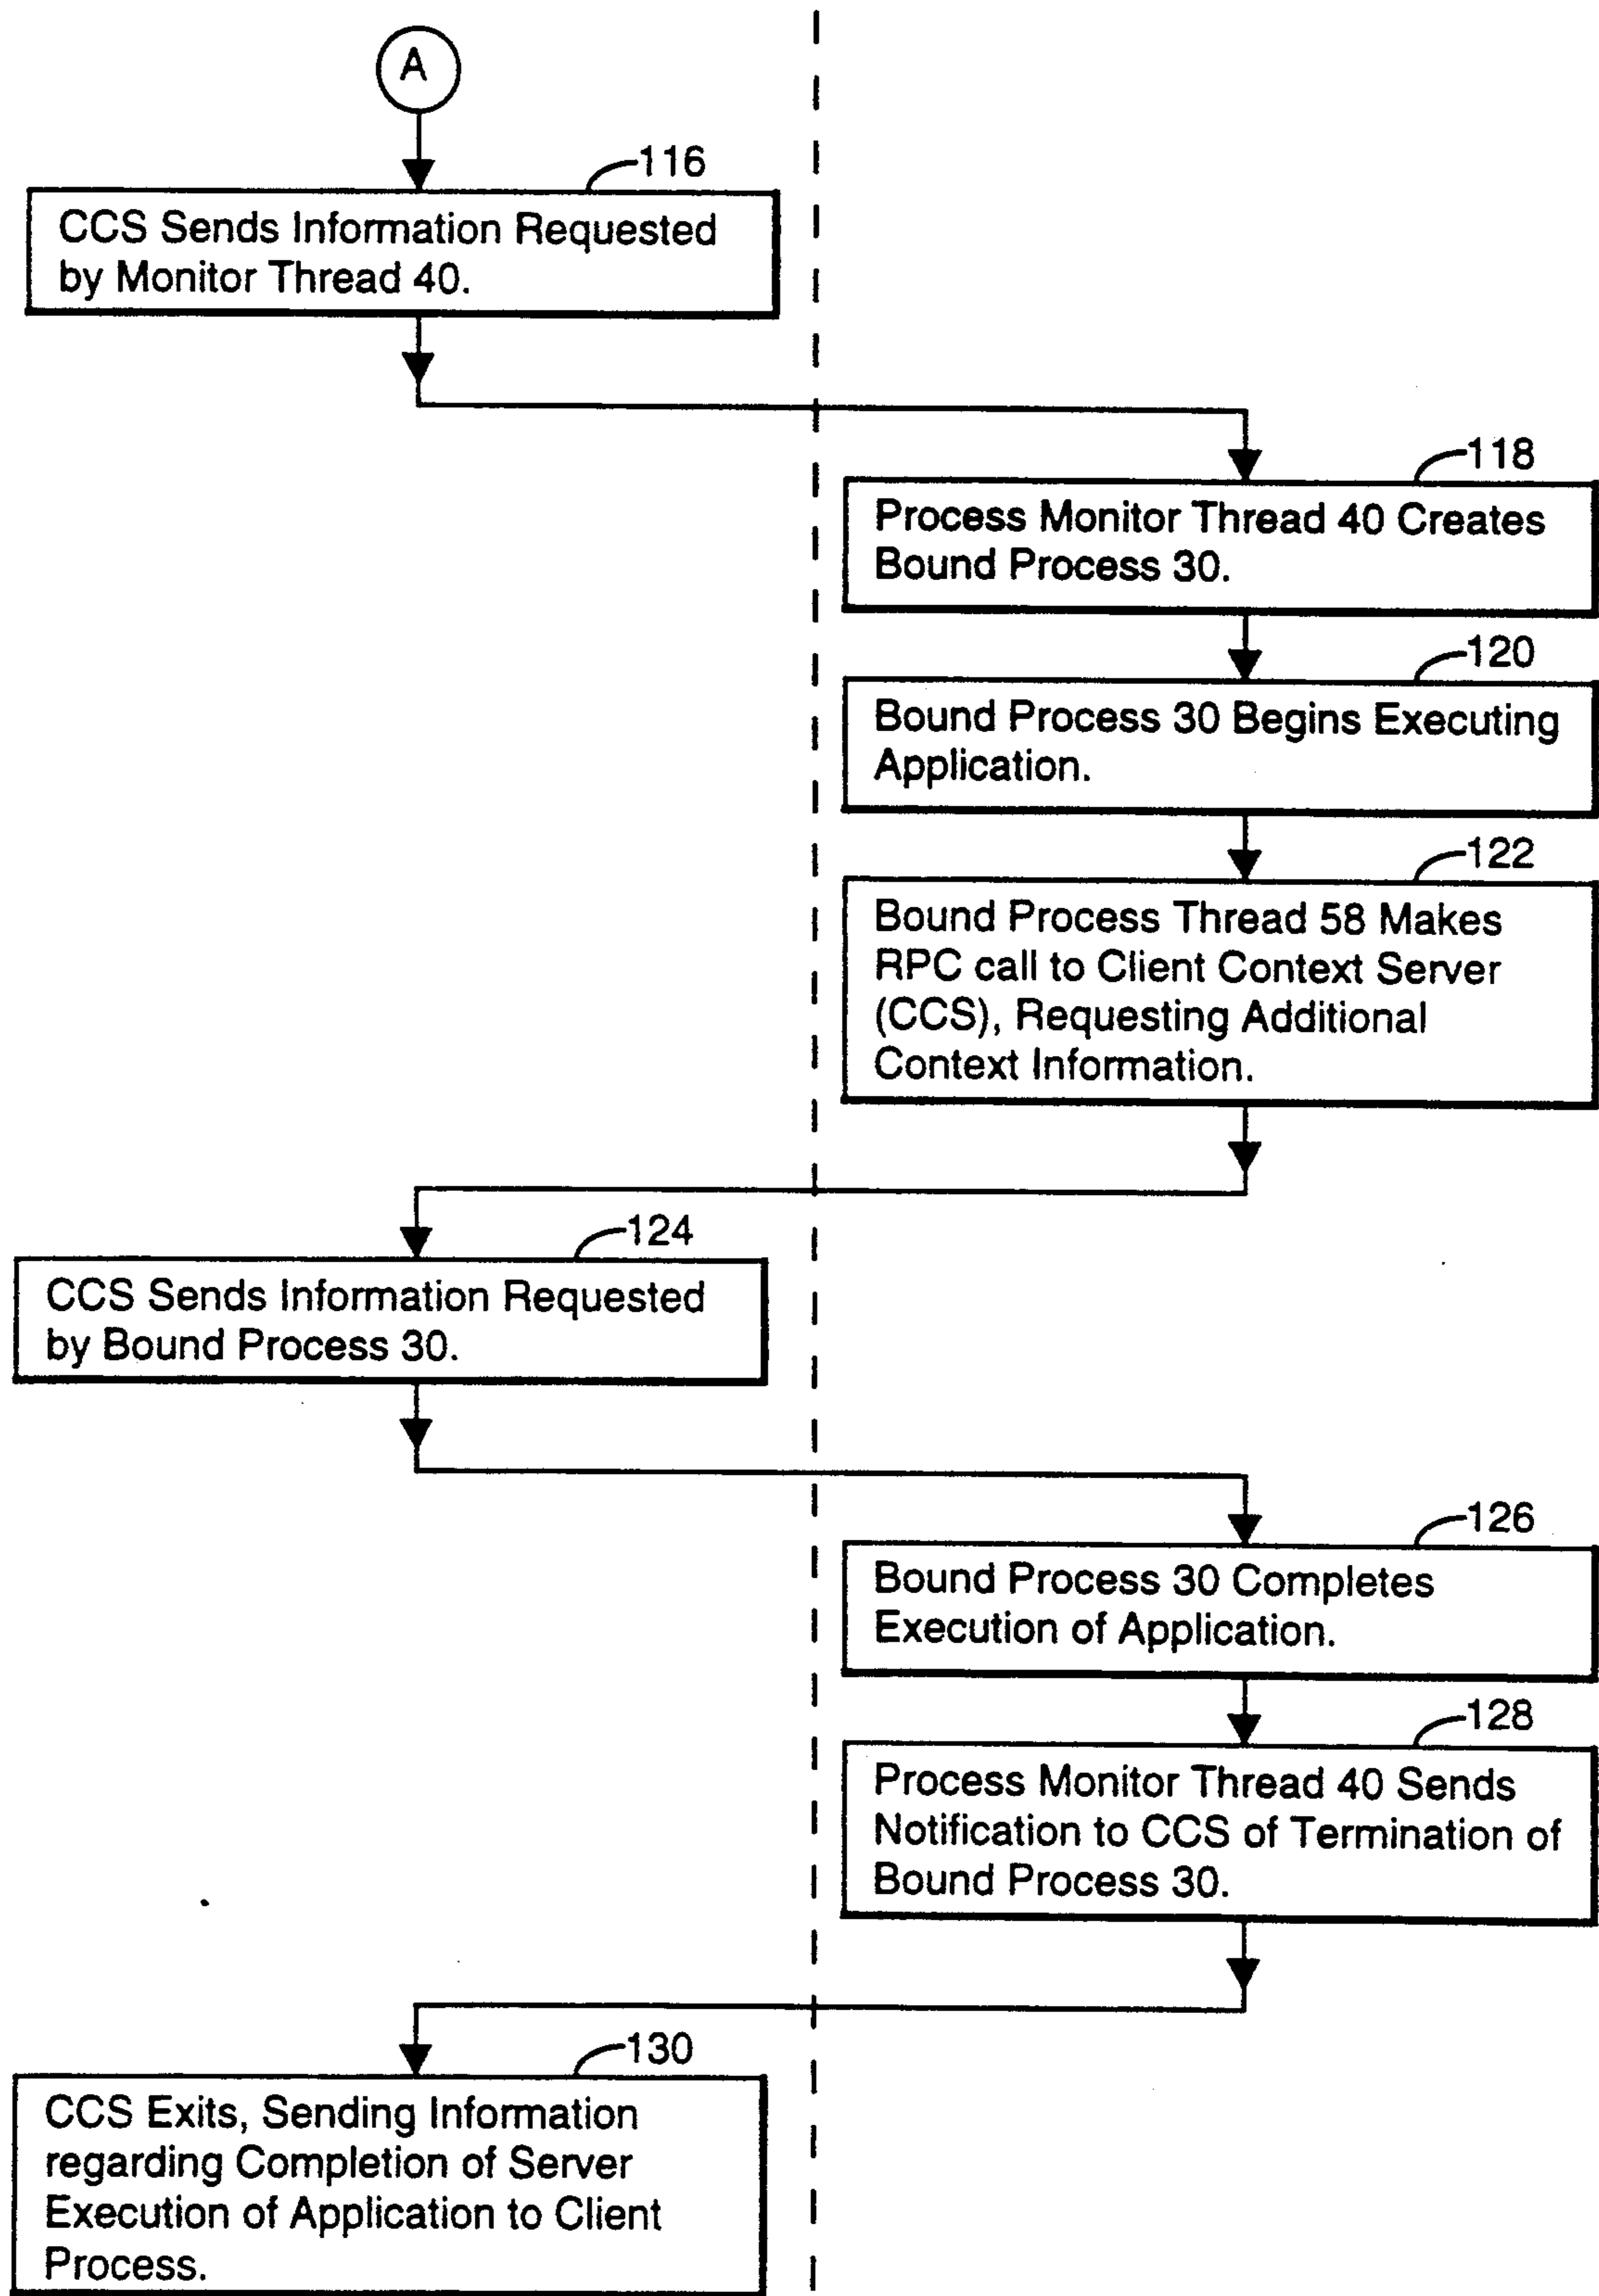 A
116
CCS Sends Information Requested
by Monitor Thread 40.
118
Process Monitor Thread 40 Creates
Bound Process 30.
120
Bound Process 30 Begins Executing
Application.
122
Bound Process Thread 58 Makes
RPC call to Client Context Server
(CCS), Requesting Additional
Context Information.
124
CCS Sends Information Requested
by Bound Process 30.
126
Bound Process 30 Completes
Execution of Application.
128
Process Monitor Thread 40 Sends
Notification to CCS of Termination of
Bound Process 30.
130
CCS Exits, Sending Information
regarding Completion of Server
Execution of Application to Client
Process.